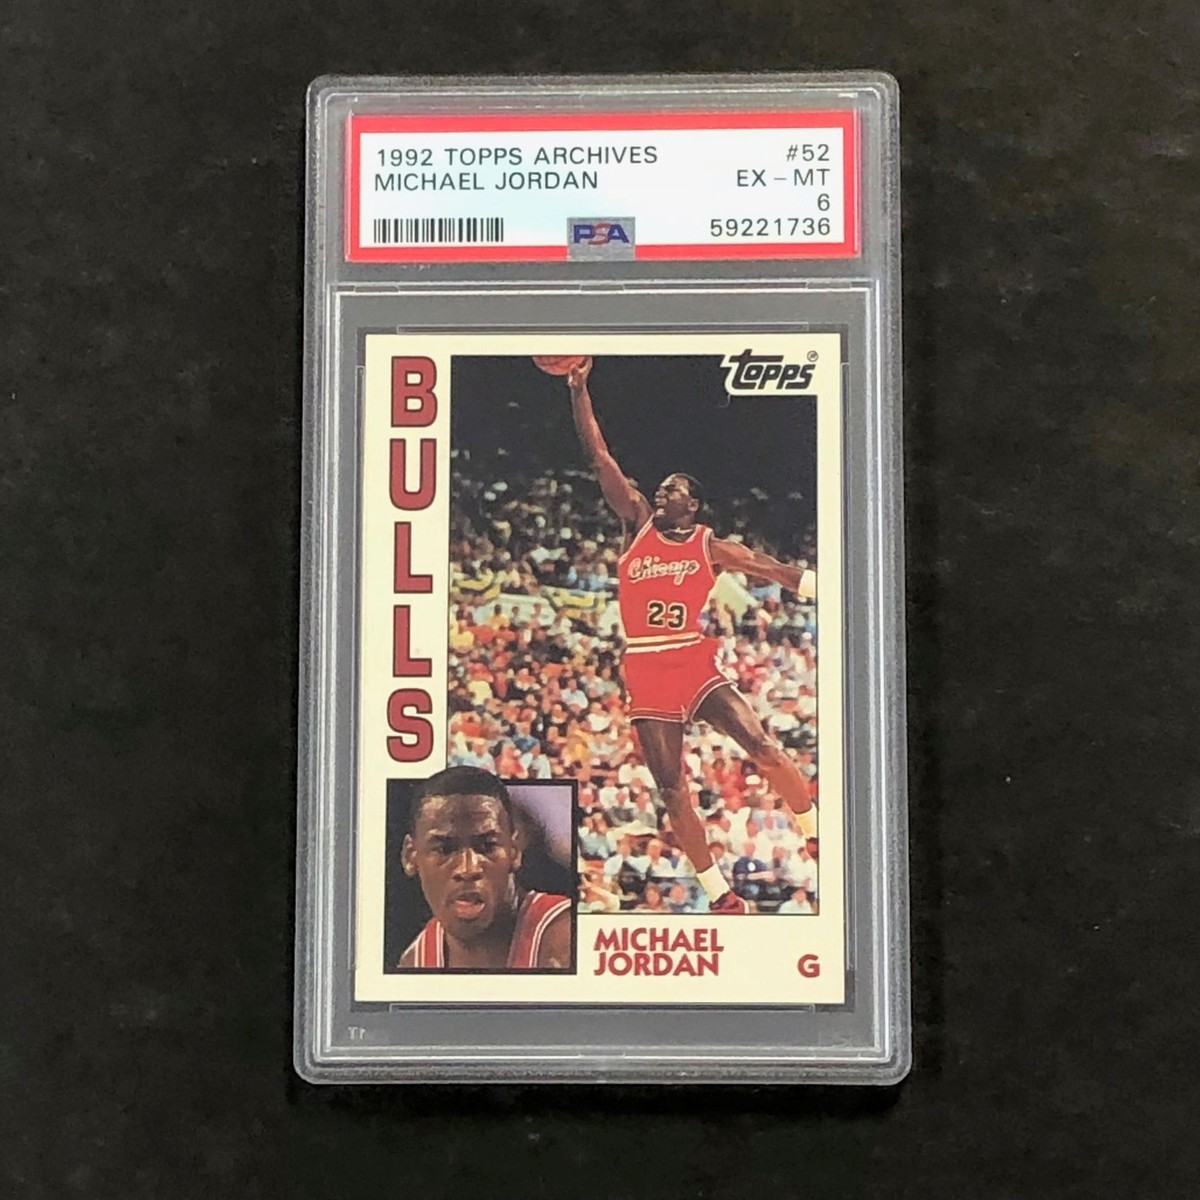 1992 TOPPS ARCHIVES #52
MICHAEL JORDAN EX - MT
6
PSA 59221736
BULLS
Topps®
Chicago
23
MICHAEL
JORDAN
G